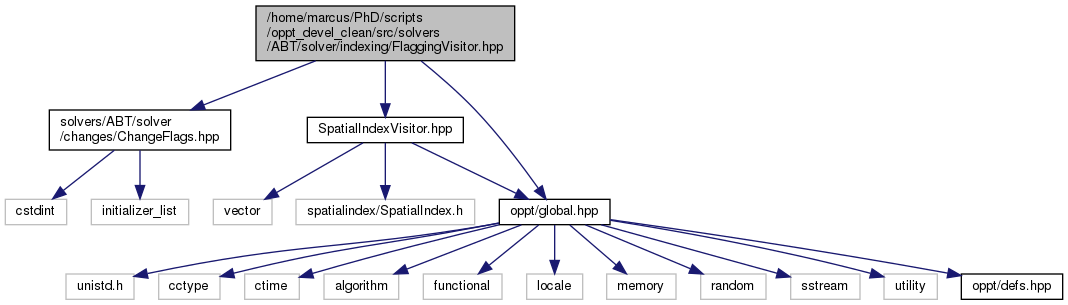 /home/marcus/PhD/scripts
/oppt_devel_clean/src/solvers
/ABT/solver/indexing/FlaggingVisitor.hpp
solvers/ABT/solver
/changes/ChangeFlags.hpp
SpatialIndexVisitor.hpp
cstdint
initializer_list
vector
spatialindex/SpatialIndex.h
oppt/global.hpp
unistd.h
cctype
ctime
algorithm
functional
locale
memory
random
sstream
utility
oppt/defs.hpp